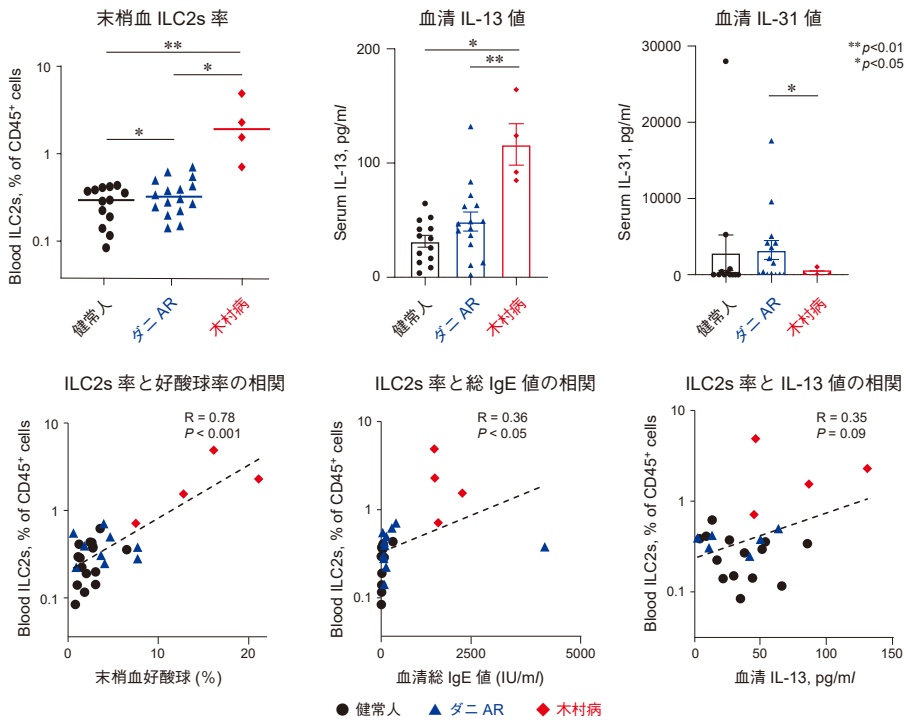 末梢血 ILC2s 率
**
*
*
10
1
0.1
Blood ILC2s, % of CD45+ cells
健常人
ダニ AR
木村病
血清 IL-13 値
*
**
200
100
0
Serum IL-13, pg/ml
健常人
ダニ AR
木村病
血清 IL-31 値
**p<0.01
*p<0.05
*
30000
20000
10000
0
Serum IL-31, pg/ml
健常人
ダニ AR
木村病
ILC2s 率と好酸球率の相関
R = 0.78
P < 0.001
10
1
0.1
Blood ILC2s, % of CD45+ cells
0 10 20
末梢血好酸球 (%)
ILC2s 率と総 IgE 値の相関
R = 0.36
P < 0.05
10
1
0.1
Blood ILC2s, % of CD45+ cells
0 2500 5000
血清総 IgE 値 (IU/ml)
ILC2s 率と IL-13 値の相関
R = 0.35
P = 0.09
10
1
0.1
Blood ILC2s, % of CD45+ cells
0 50 100 150
血清 IL-13, pg/ml
健常人 ダニ AR 木村病